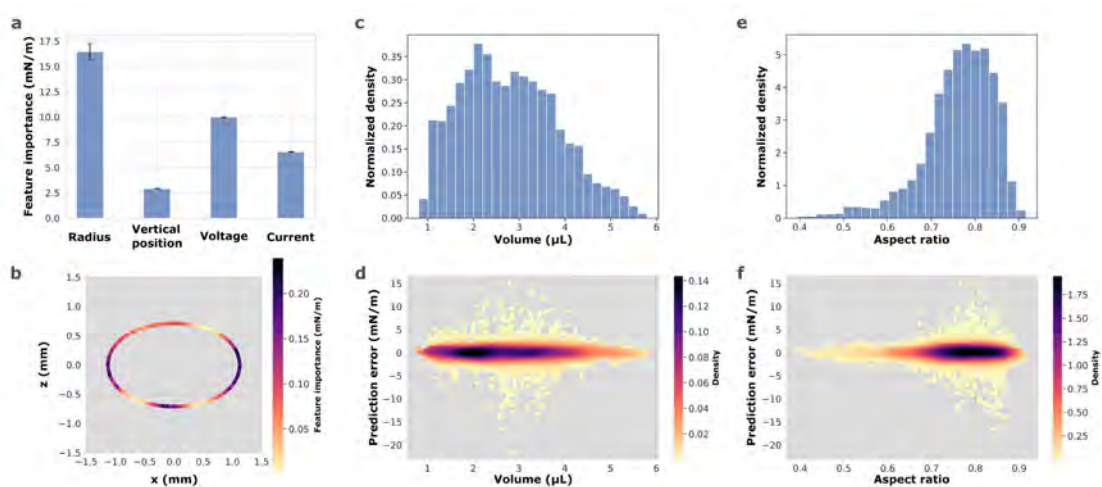 a
Feature importance (mN/m)
17.5
15.0
12.5
10.0
7.5
5.0
2.5
0.0
Radius
Vertical
position
Voltage
Current
c
Normalized density
0.35
0.30
0.25
0.20
0.15
0.10
0.05
0.00
1 2 3 4 5 6
Volume (µL)
e
Normalized density
5
4
3
2
1
0
0.4 0.5 0.6 0.7 0.8 0.9
Aspect ratio
b
z (mm)
1.5
1.0
0.5
0.0
−0.5
−1.0
−1.5
−1.5 −1.0 −0.5 0.0 0.5 1.0 1.5
x (mm)
0.20
0.15
0.10
0.05
Feature importance (mN/m)
d
Prediction error (mN/m)
15
10
5
0
−5
−10
−15
−20
1 2 3 4 5 6
Volume (µL)
0.14
0.12
0.10
0.08
0.06
0.04
0.02
Density
f
Prediction error (mN/m)
15
10
5
0
−5
−10
−15
−20
0.4 0.5 0.6 0.7 0.8 0.9
Aspect ratio
1.75
1.50
1.25
1.00
0.75
0.50
0.25
Density